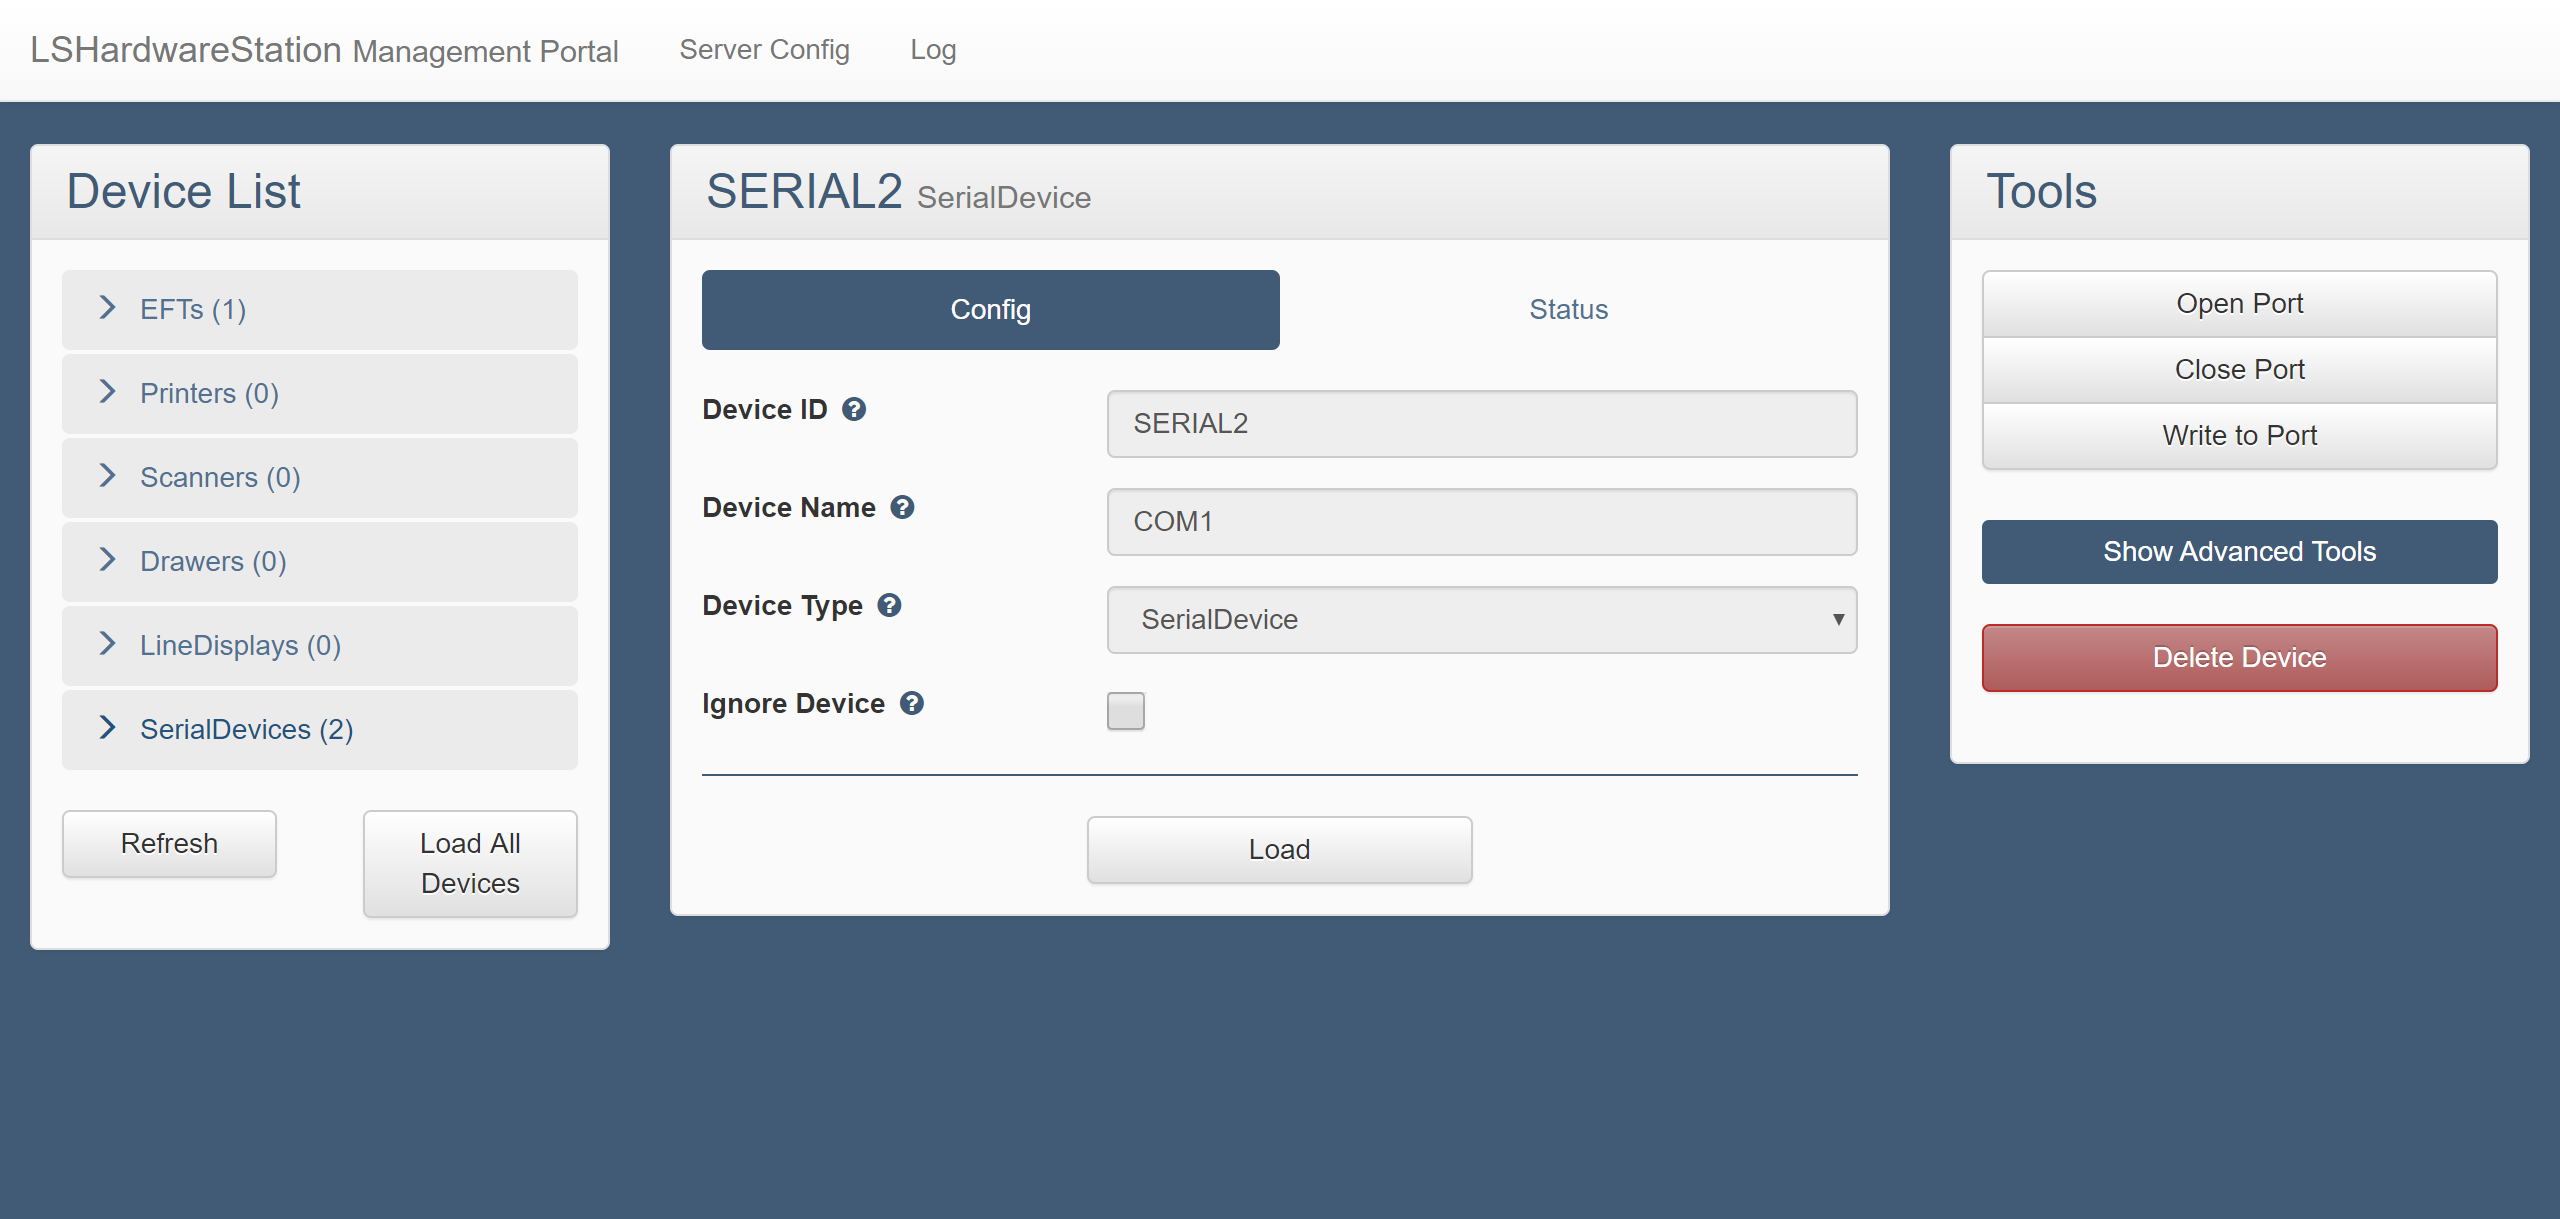 LSHardwareStation Management Portal Server Config Log
Device List
EFTs (1)
Printers (0)
Scanners (0)
Drawers (0)
LineDisplays (0)
SerialDevices (2)
Refresh
Load All
Devices
SERIAL2 SerialDevice
Config Status
Device ID ? SERIAL2
Device Name ? COM1
Device Type ? SerialDevice
Ignore Device ?
Load
Tools
Open Port
Close Port
Write to Port
Show Advanced Tools
Delete Device